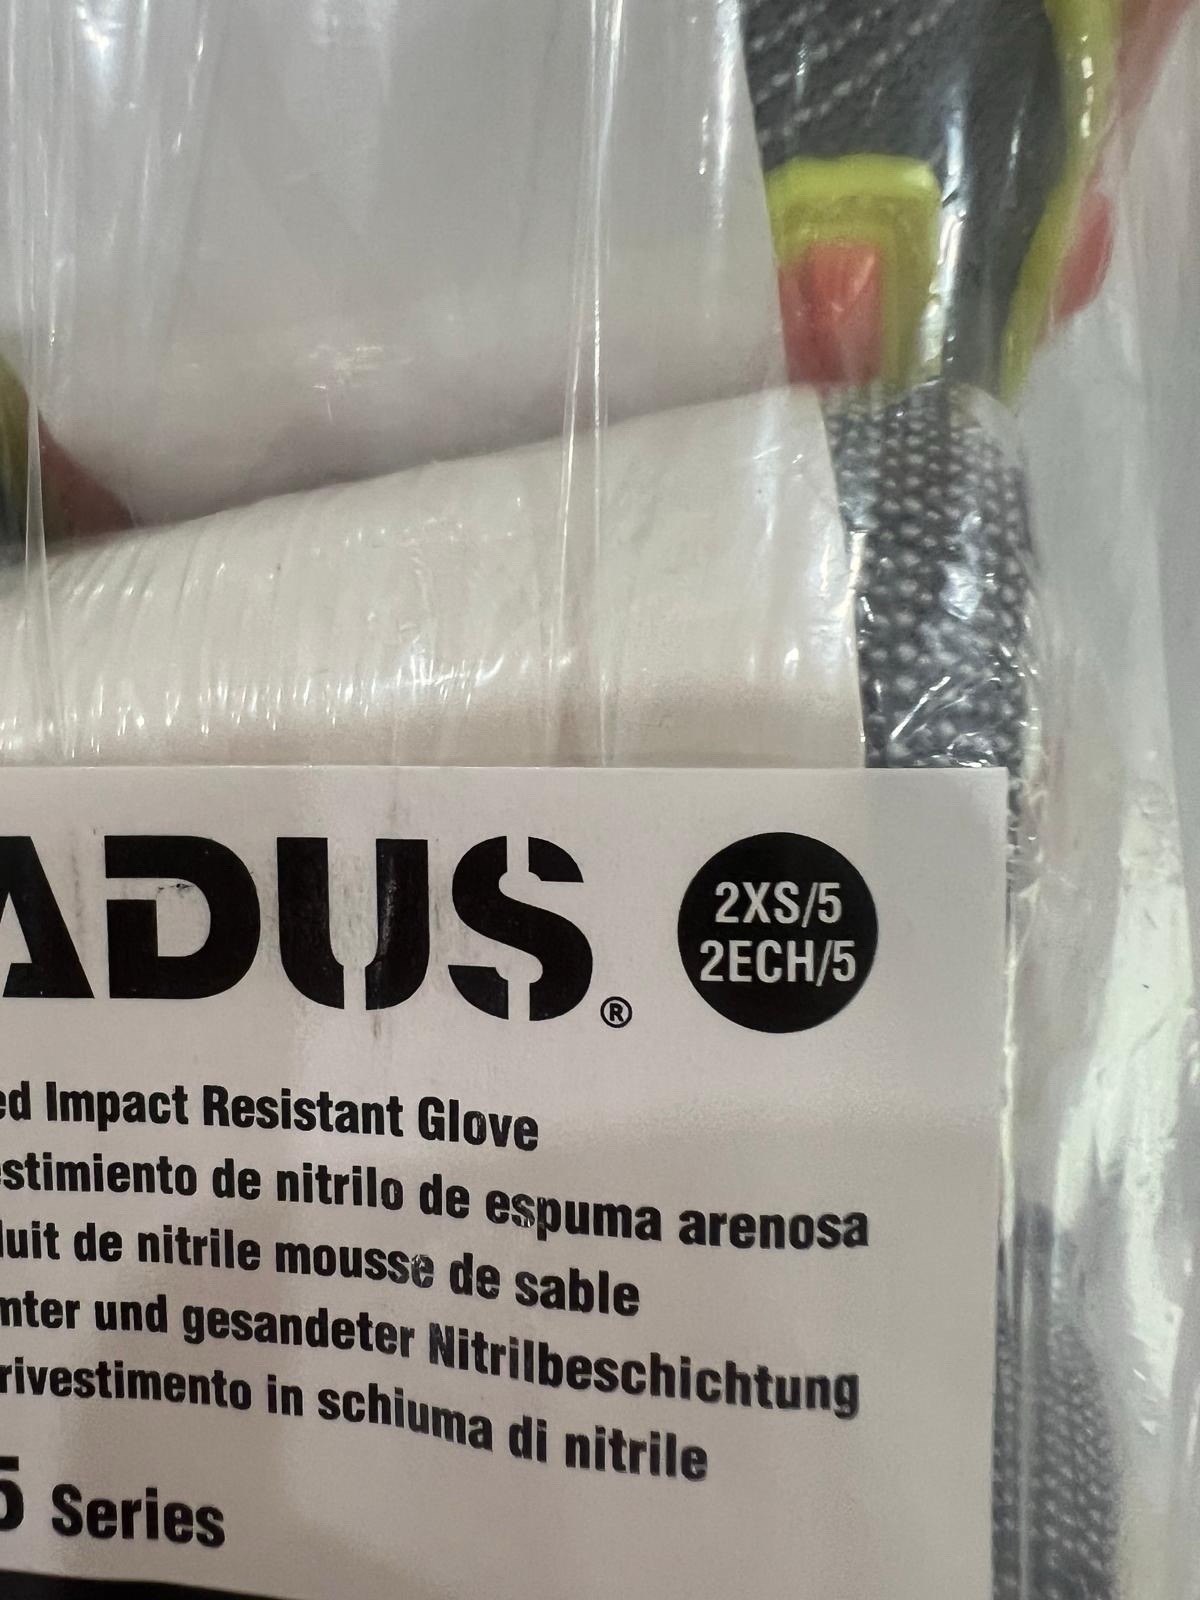 ADUS®
2XS/5
2ECH/5
ed Impact Resistant Glove
estimiento de nitrilo de espuma arenosa
duit de nitrile mousse de sable
mter und gesandeter Nitrilbeschichtung
rivestimento in schiuma di nitrile
5 Series